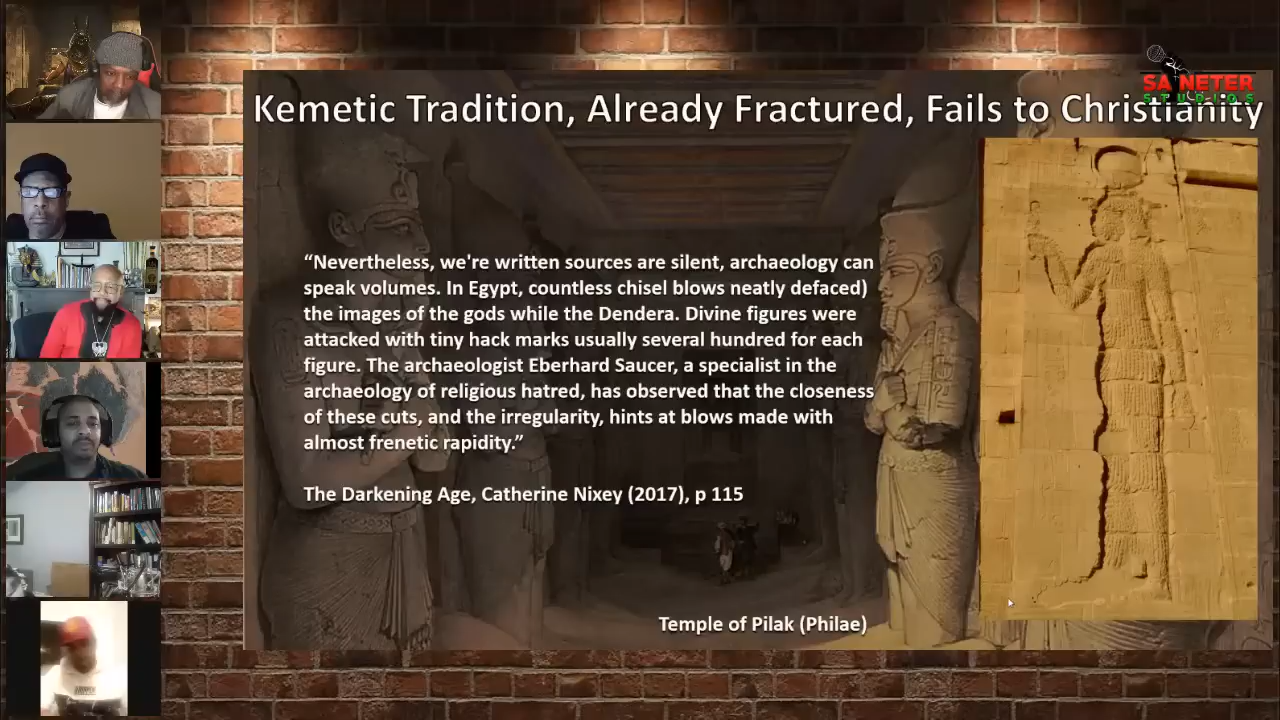 Kemetic Tradition, Already Fractured, Fails to Christianity
SA NETER
STUDIOS
“Nevertheless, we're written sources are silent, archaeology can
speak volumes. In Egypt, countless chisel blows neatly defaced)
the images of the gods while the Dendera. Divine figures were
attacked with tiny hack marks usually several hundred for each
figure. The archaeologist Eberhard Saucer, a specialist in the
archaeology of religious hatred, has observed that the closeness
of these cuts, and the irregularity, hints at blows made with
almost frenetic rapidity.”
The Darkening Age, Catherine Nixey (2017), p 115
Temple of Pilak (Philae)